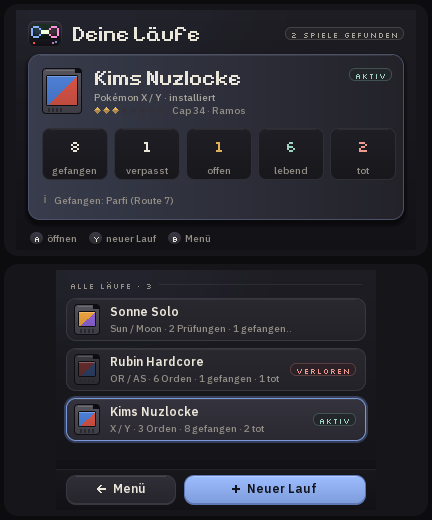 Deine Läufe
2 SPIELE GEFUNDEN
Kims Nuzlocke
AKTIV
Pokémon X / Y · installiert
Cap 34 · Ramos
8 1 1 6 2
gefangen verpasst offen lebend tot
i Gefangen: Parfi (Route 7)
A öffnen Y neuer Lauf B Menü
ALLE LÄUFE · 3
Sonne Solo
Sun / Moon · 2 Prüfungen · 1 gefangen..
Rubin Hardcore
OR / AS · 6 Orden · 1 gefangen · 1 tot
VERLOREN
Kims Nuzlocke
X / Y · 3 Orden · 8 gefangen · 2 tot
AKTIV
← Menü
+ Neuer Lauf